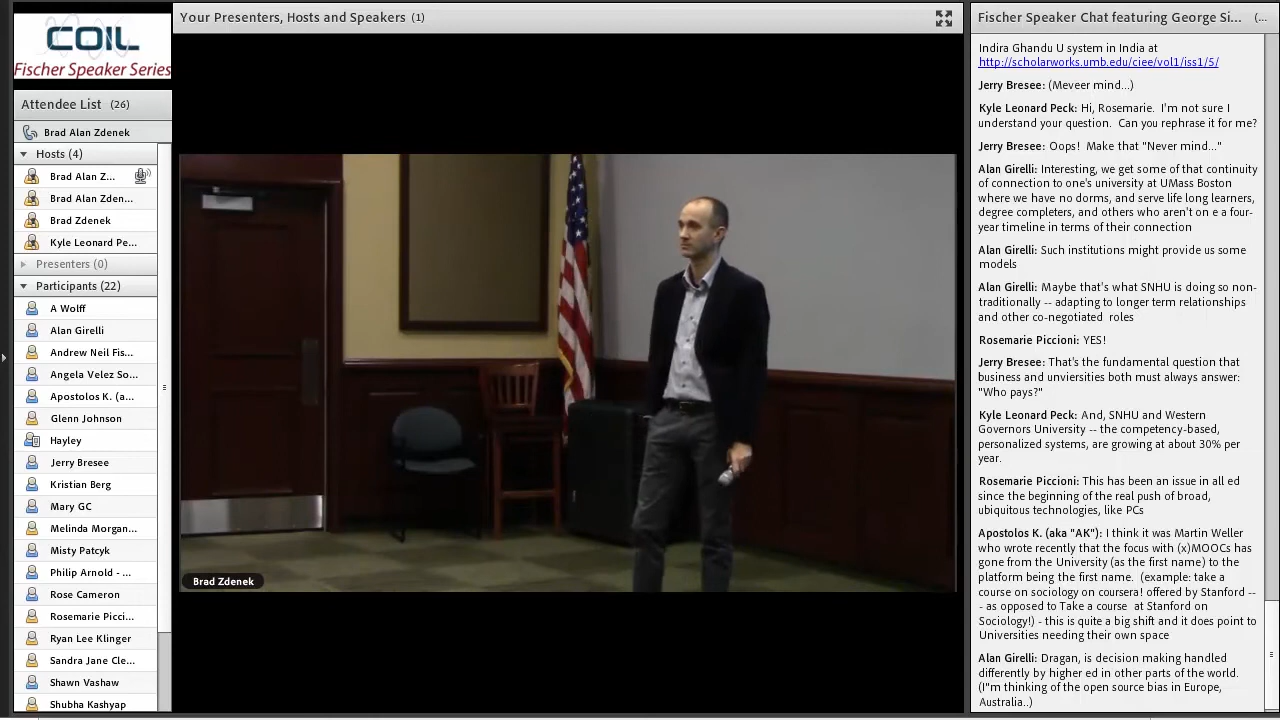 COIL
Fischer Speaker Series
Attendee List (26)
Brad Alan Zdenek
Hosts (4)
Brad Alan Z...
Brad Alan Zden...
Brad Zdenek
Kyle Leonard Pe...
Presenters (0)
Participants (22)
A Wolff
Alan Girelli
Andrew Neil Fis...
Angela Velez So...
Apostolos K. (a...
Glenn Johnson
Hayley
Jerry Bresee
Kristian Berg
Mary GC
Melinda Morgan...
Misty Patcyk
Philip Arnold - ...
Rose Cameron
Rosemarie Picci...
Ryan Lee Klinger
Sandra Jane Cle...
Shawn Vashaw
Shubha Kashyap
Your Presenters, Hosts and Speakers (1)
Brad Zdenek
Fischer Speaker Chat featuring George Si... (...
Indira Ghandu U system in India at
http://scholarworks.umb.edu/ciee/vol1/iss1/5/
Jerry Bresee: (Meveer mind...)
Kyle Leonard Peck: Hi, Rosemarie. I'm not sure I
understand your question. Can you rephrase it for me?
Jerry Bresee: Oops! Make that "Never mind..."
Alan Girelli: Interesting, we get some of that continuity
of connection to one's university at UMass Boston
where we have no dorms, and serve life long learners,
degree completers, and others who aren't on e a four-
year timeline in terms of their connection
Alan Girelli: Such institutions might provide us some
models
Alan Girelli: Maybe that's what SNHU is doing so non-
traditionally -- adapting to longer term relationships
and other co-negotiated roles
Rosemarie Piccioni: YES!
Jerry Bresee: That's the fundamental question that
business and unviersities both must always answer:
"Who pays?"
Kyle Leonard Peck: And, SNHU and Western
Governors University -- the competency-based,
personalized systems, are growing at about 30% per
year.
Rosemarie Piccioni: This has been an issue in all ed
since the beginning of the real push of broad,
ubiquitous technologies, like PCs
Apostolos K. (aka "AK"): I think it was Martin Weller
who wrote recently that the focus with (x)MOOCs has
gone from the University (as the first name) to the
platform being the first name. (example: take a
course on sociology on coursera! offered by Stanford --
- as opposed to Take a course at Stanford on
Sociology!) - this is quite a big shift and it does point to
Universities needing their own space
Alan Girelli: Dragan, is decision making handled
differently by higher ed in other parts of the world.
(I"m thinking of the open source bias in Europe,
Australia..)